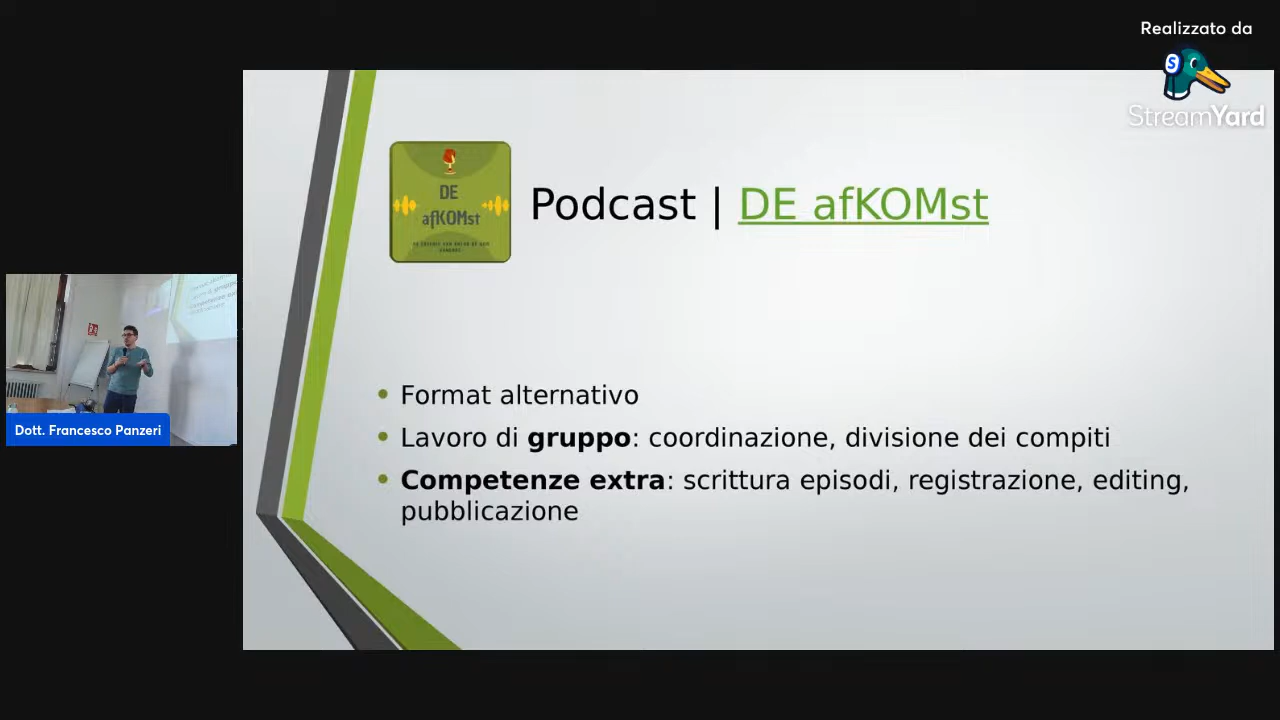 Realizzato da
StreamYard
DE
afKOMst
Podcast | DE afKOMst
• Format alternativo
• Lavoro di gruppo: coordinazione, divisione dei compiti
• Competenze extra: scrittura episodi, registrazione, editing,
pubblicazione
Dott. Francesco Panzeri